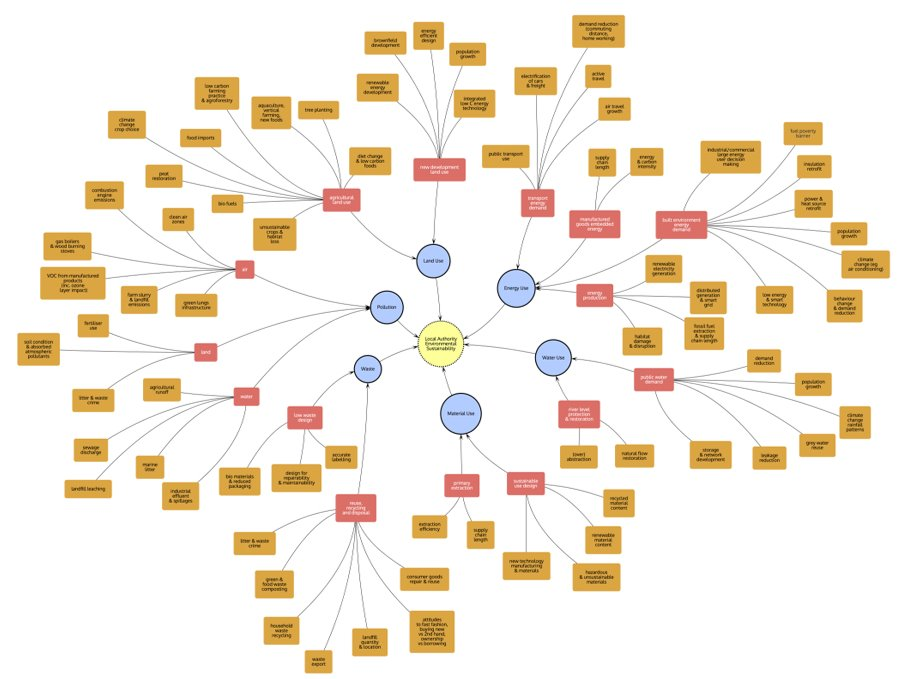 demand reduction
(commuting
distance,
home working)
energy
efficient
design
brownfield
development
population
growth
electrification
of cars
& freight
active
travel
low carbon
farming
practice
& agroforestry
renewable
energy
development
integrated
low C energy
technology
air travel
growth
aquaculture,
vertical
farming,
new foods
tree planting
climate
change
crop choice
food imports
fuel poverty
barrier
public transport
use
supply
chain
length
energy
& carbon
intensity
industrial/commercial
large energy
user decision
making
insulation
retrofit
diet change
& low carbon
foods
new development
land use
peat
restoration
combustion
engine
emissions
bio fuels
agricultural
land use
transport
energy
demand
power &
heat source
retrofit
clean air
zones
unsustainable
crops &
habitat
loss
manufactured
goods embedded
energy
built environment
energy
demand
population
growth
gas boilers
& wood burning
stoves
Land Use
climate
change (eg
air conditioning)
air
renewable
electricity
generation
VOC from manufactured
products
(inc. ozone
layer impact)
Energy Use
energy
production
distributed
generation
& smart
grid
low energy
& smart
technology
behaviour
change
& demand
reduction
farm slurry
& landfill
emissions
green lungs
infrastructure
Pollution
fertiliser
use
habitat
damage
& disruption
fossil fuel
extraction
& supply
chain length
Local Authority
Environmental
Sustainability
soil condition
& absorbed
atmospheric
pollutants
land
Water Use
demand
reduction
Waste
public water
demand
population
growth
agricultural
runoff
litter & waste
crime
water
low waste
design
Material Use
river level
protection
& restoration
climate
change
rainfall
patterns
sewage
discharge
accurate
labelling
(over)
abstraction
natural flow
restoration
storage
& network
development
leakage
reduction
grey water
reuse
marine
litter
bio materials
& reduced
packaging
design for
repairability
& maintainability
landfill leaching
industrial
effluent
& spillages
primary
extraction
sustainable
use design
reuse,
recycling
and disposal
recycled
material
content
extraction
efficiency
supply
chain
length
litter & waste
crime
renewable
material
content
new technology
manufacturing
& materials
hazardous
& unsustainable
materials
green &
food waste
composting
consumer goods
repair & reuse
household
waste
recycling
landfill,
quantity
& location
attitudes
to fast fashion,
buying new
vs 2nd hand,
ownership
vs borrowing
waste
export